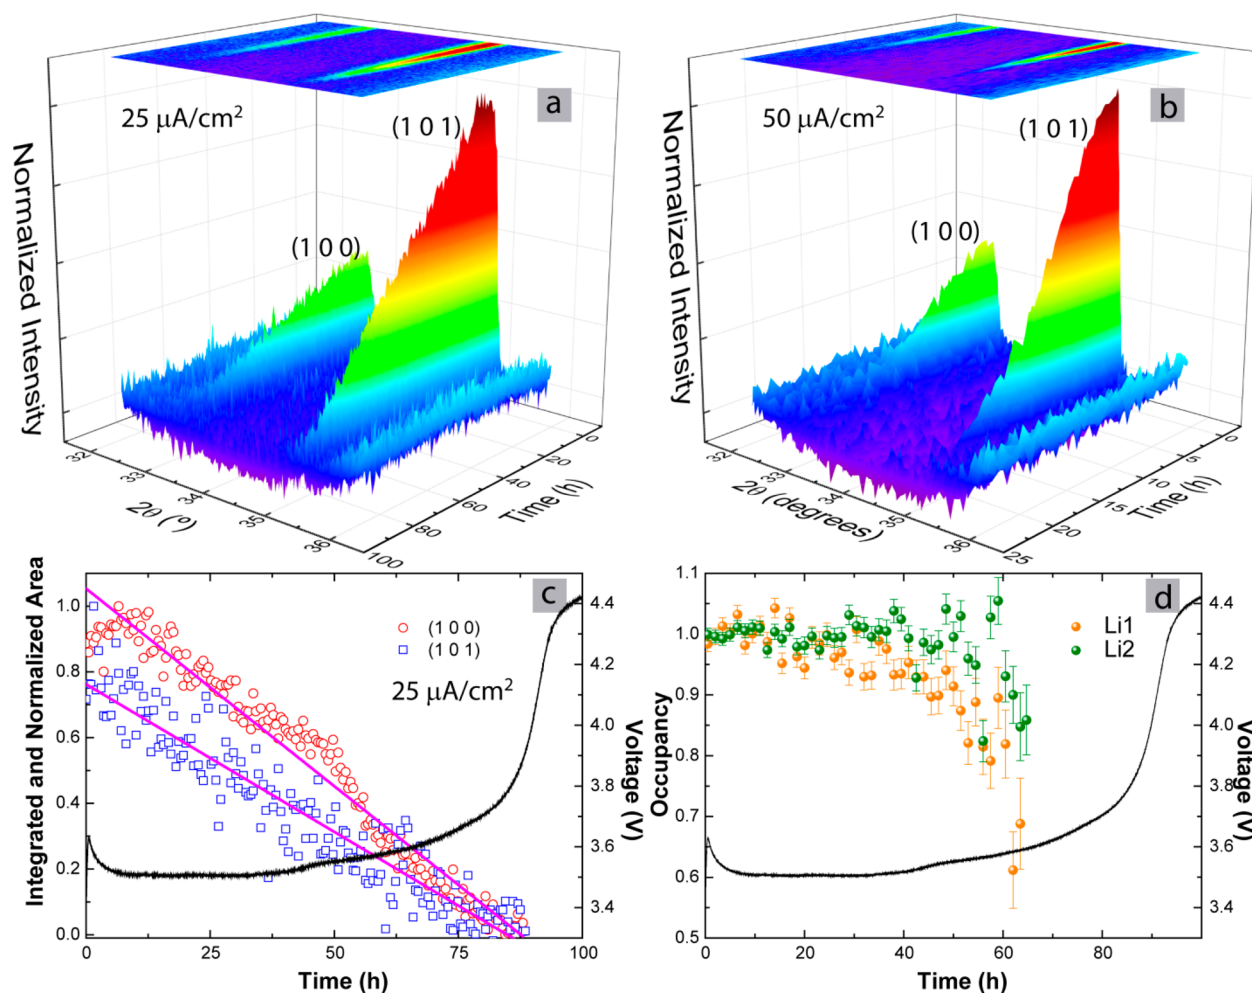 a
25 μA/cm²
(1 0 1)
(1 0 0)
Normalized Intensity
32
33
34
35
36
2θ (º)
0
20
40
60
80
100
Time (h)
b
50 μA/cm²
(1 0 1)
(1 0 0)
Normalized Intensity
32
33
34
35
36
2θ (degrees)
0
5
10
15
20
25
Time (h)
c
(1 0 0)
(1 0 1)
25 μA/cm²
Integrated and Normalized Area
1.0
0.8
0.6
0.4
0.2
0.0
0 25 50 75 100
Time (h)
4.4
4.2
4.0
3.8
3.6
3.4
Voltage (V)
d
Li1
Li2
Occupancy
1.1
1.0
0.9
0.8
0.7
0.6
0.5
0 20 40 60 80
Time (h)
4.4
4.2
4.0
3.8
3.6
3.4
Voltage (V)